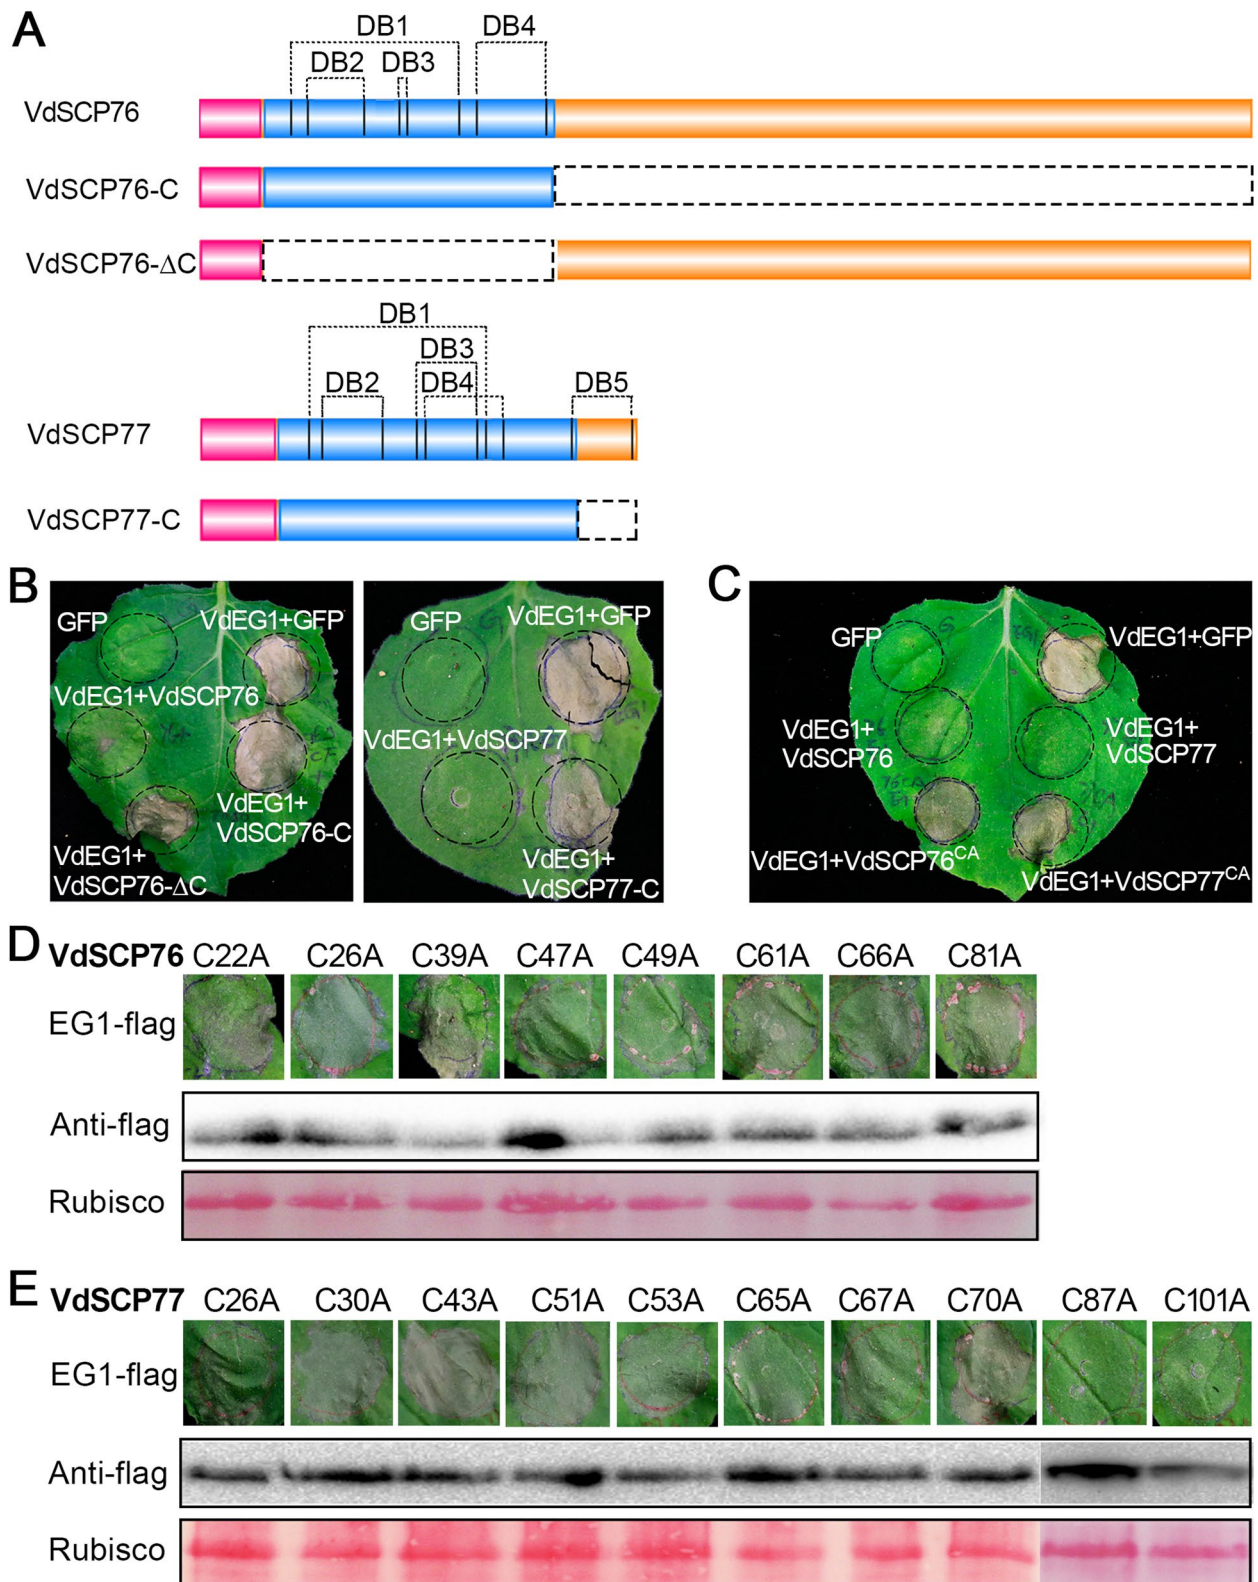 A
DB1 DB4
DB2 DB3
VdSCP76
VdSCP76-C
VdSCP76-ΔC
DB1
DB3
DB2 DB4 DB5
VdSCP77
VdSCP77-C
B
GFP VdEG1+GFP
VdEG1+VdSCP76
VdEG1+
VdSCP76-C
VdEG1+
VdSCP76-ΔC
GFP VdEG1+GFP
VdEG1+VdSCP77
VdEG1+
VdSCP77-C
C
GFP VdEG1+GFP
VdEG1+
VdSCP76
VdEG1+
VdSCP77
VdEG1+VdSCP76CA
VdEG1+VdSCP77CA
D VdSCP76 C22A C26A C39A C47A C49A C61A C66A C81A
EG1-flag
Anti-flag
Rubisco
E VdSCP77 C26A C30A C43A C51A C53A C65A C67A C70A C87A C101A
EG1-flag
Anti-flag
Rubisco